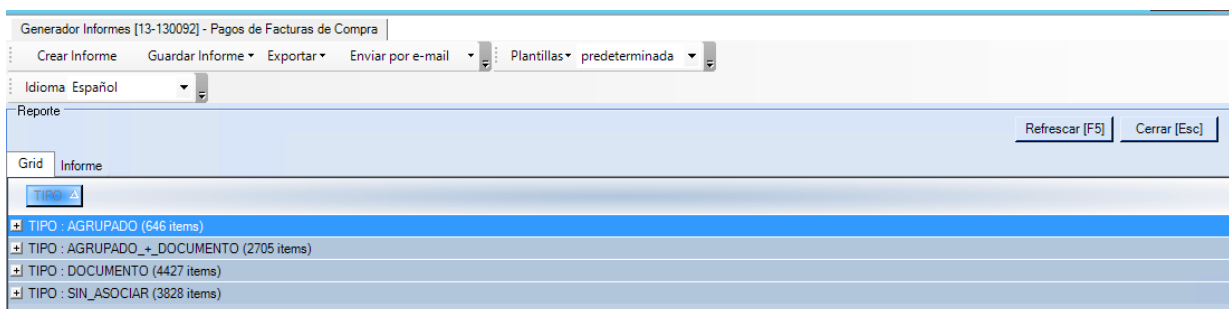 Generador Informes [13-130092] - Pagos de Facturas de Compra
Crear Informe Guardar Informe Exportar Enviar por e-mail Plantillas predeterminada
Idioma Español
Reporte
Refrescar [F5] Cerrar [Esc]
Grid Informe
TIPO
TIPO : AGRUPADO (646 items)
TIPO : AGRUPADO_+_DOCUMENTO (2705 items)
TIPO : DOCUMENTO (4427 items)
TIPO : SIN_ASOCIAR (3828 items)